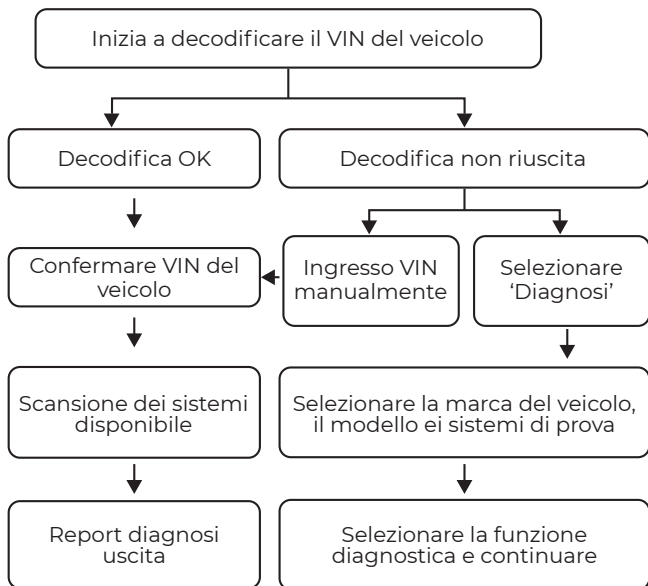 Inizia a decodificare il VIN del veicolo
Decodifica OK
Decodifica non riuscita
Confermare VIN del
veicolo
Ingresso VIN
manualmente
Selezionare
‘Diagnosi’
Scansione dei sistemi
disponibile
Selezionare la marca del veicolo,
il modello ei sistemi di prova
Report diagnosi
uscita
Selezionare la funzione
diagnostica e continuare